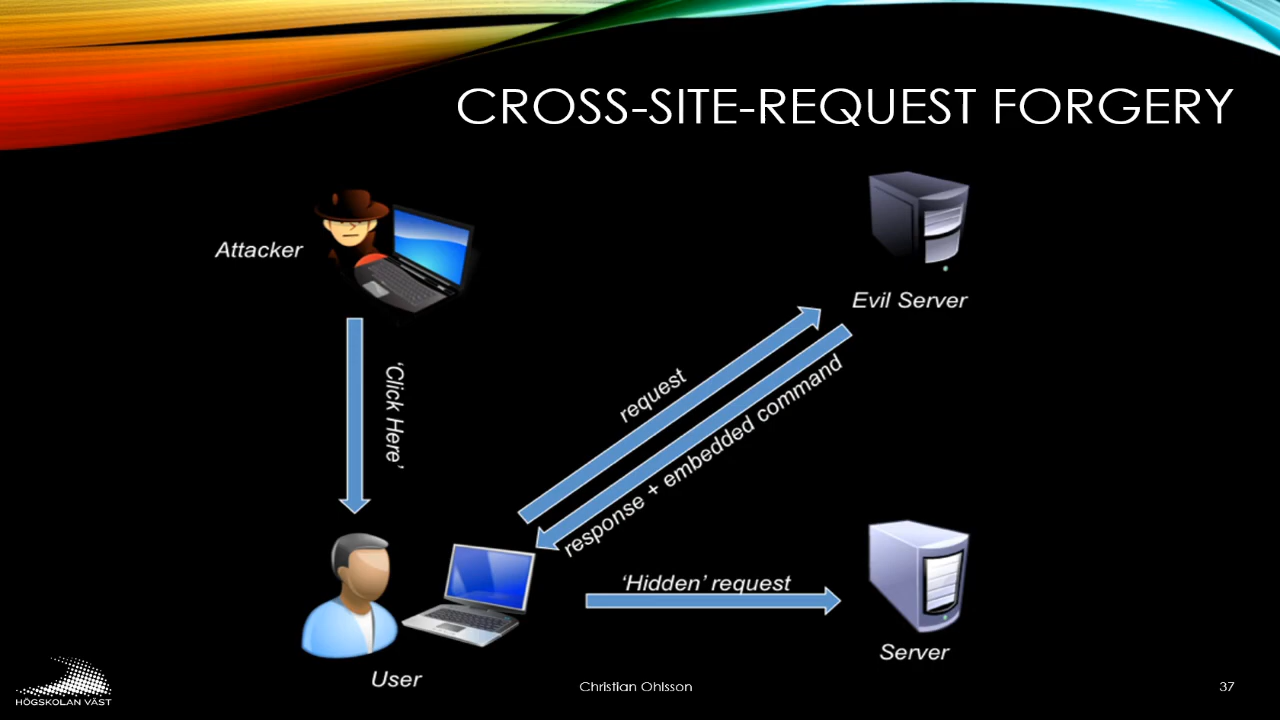 CROSS-SITE-REQUEST FORGERY
Attacker
Evil Server
'Click Here'
request
response + embedded command
'Hidden' request
Server
User
HÖGSKOLAN VÄST
Christian Ohlsson
37